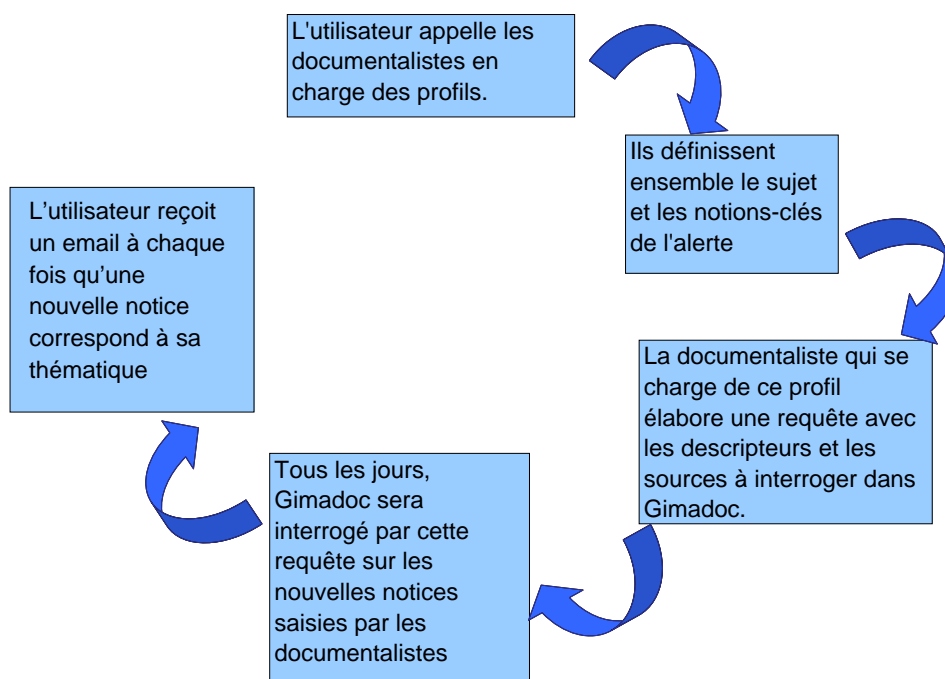 L'utilisateur appelle les
documentalistes en
charge des profils.
Ils définissent
ensemble le sujet
et les notions-clés
de l'alerte
La documentaliste qui se
charge de ce profil
élabore une requête avec
les descripteurs et les
sources à interroger dans
Gimadoc.
Tous les jours,
Gimadoc sera
interrogé par cette
requête sur les
nouvelles notices
saisies par les
documentalistes
L’utilisateur reçoit
un email à chaque
fois qu’une
nouvelle notice
correspond à sa
thématique